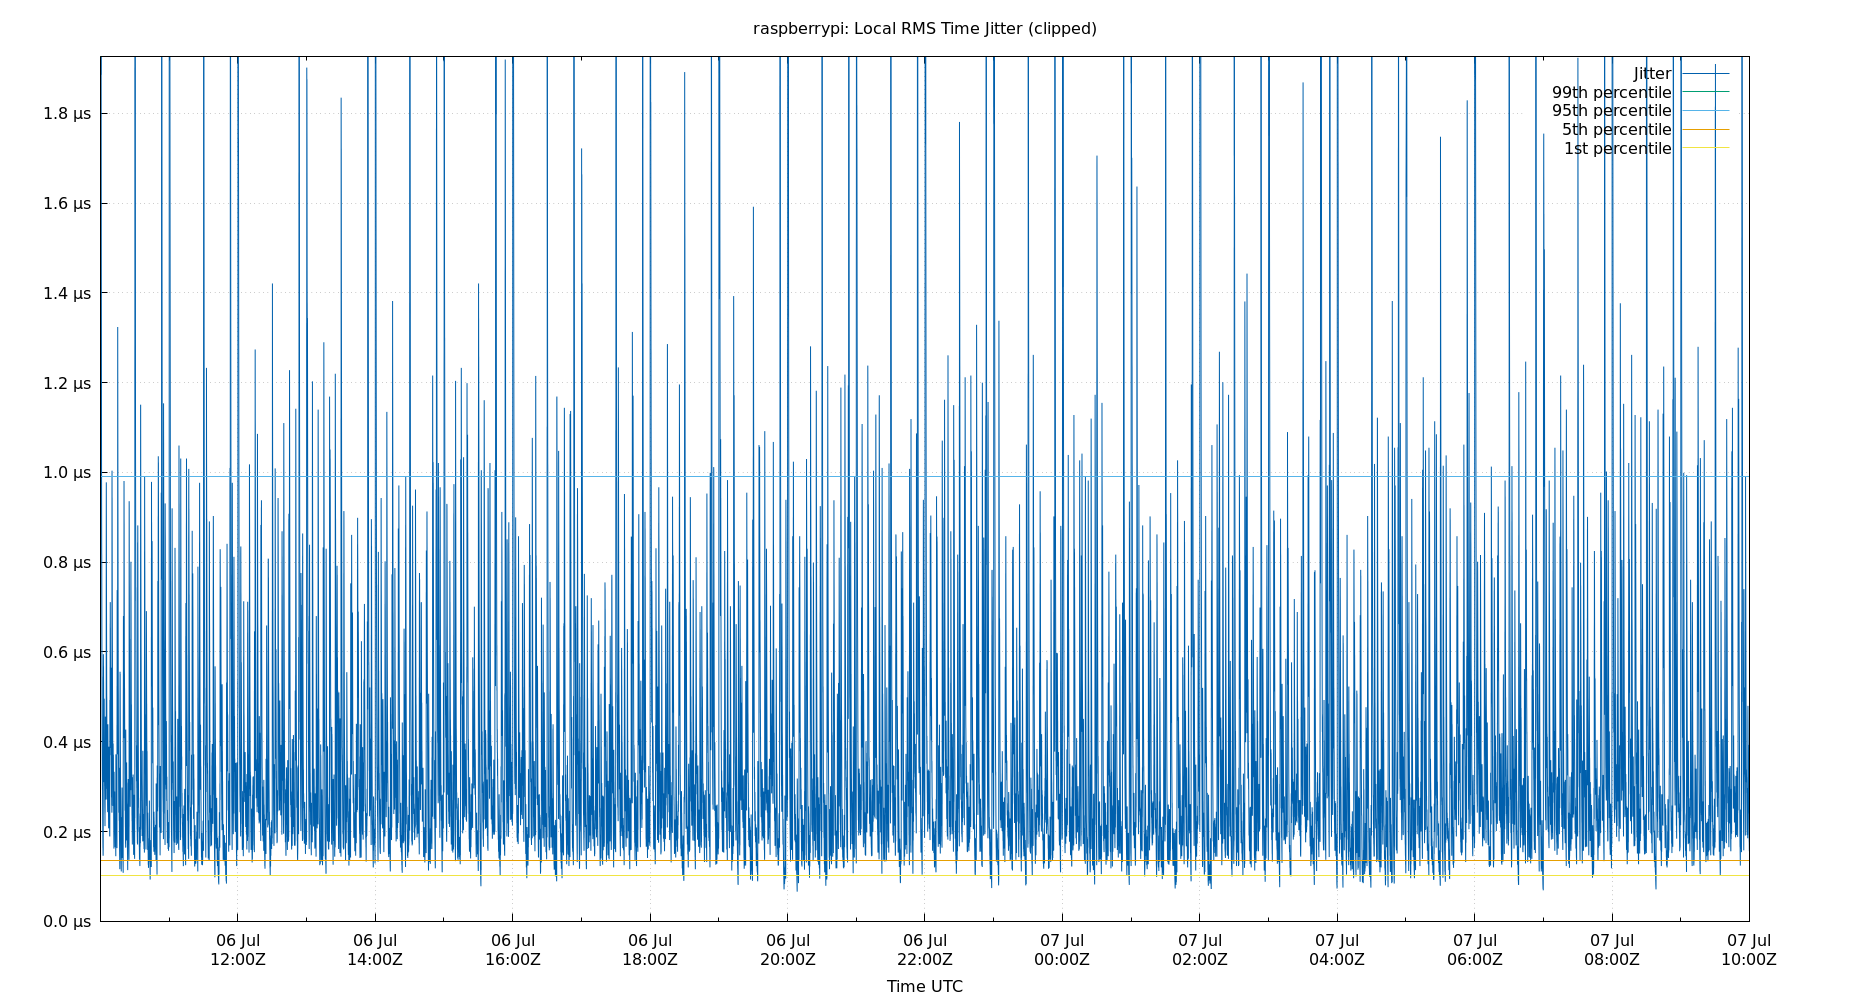 raspberrypi: Local RMS Time Jitter (clipped)
Jitter
99th percentile
95th percentile
5th percentile
1st percentile
1.8 µs
1.6 µs
1.4 µs
1.2 µs
1.0 µs
0.8 µs
0.6 µs
0.4 µs
0.2 µs
0.0 µs
06 Jul 06 Jul 06 Jul 06 Jul 06 Jul 06 Jul 07 Jul 07 Jul 07 Jul 07 Jul 07 Jul 07 Jul
12:00Z 14:00Z 16:00Z 18:00Z 20:00Z 22:00Z 00:00Z 02:00Z 04:00Z 06:00Z 08:00Z 10:00Z
Time UTC